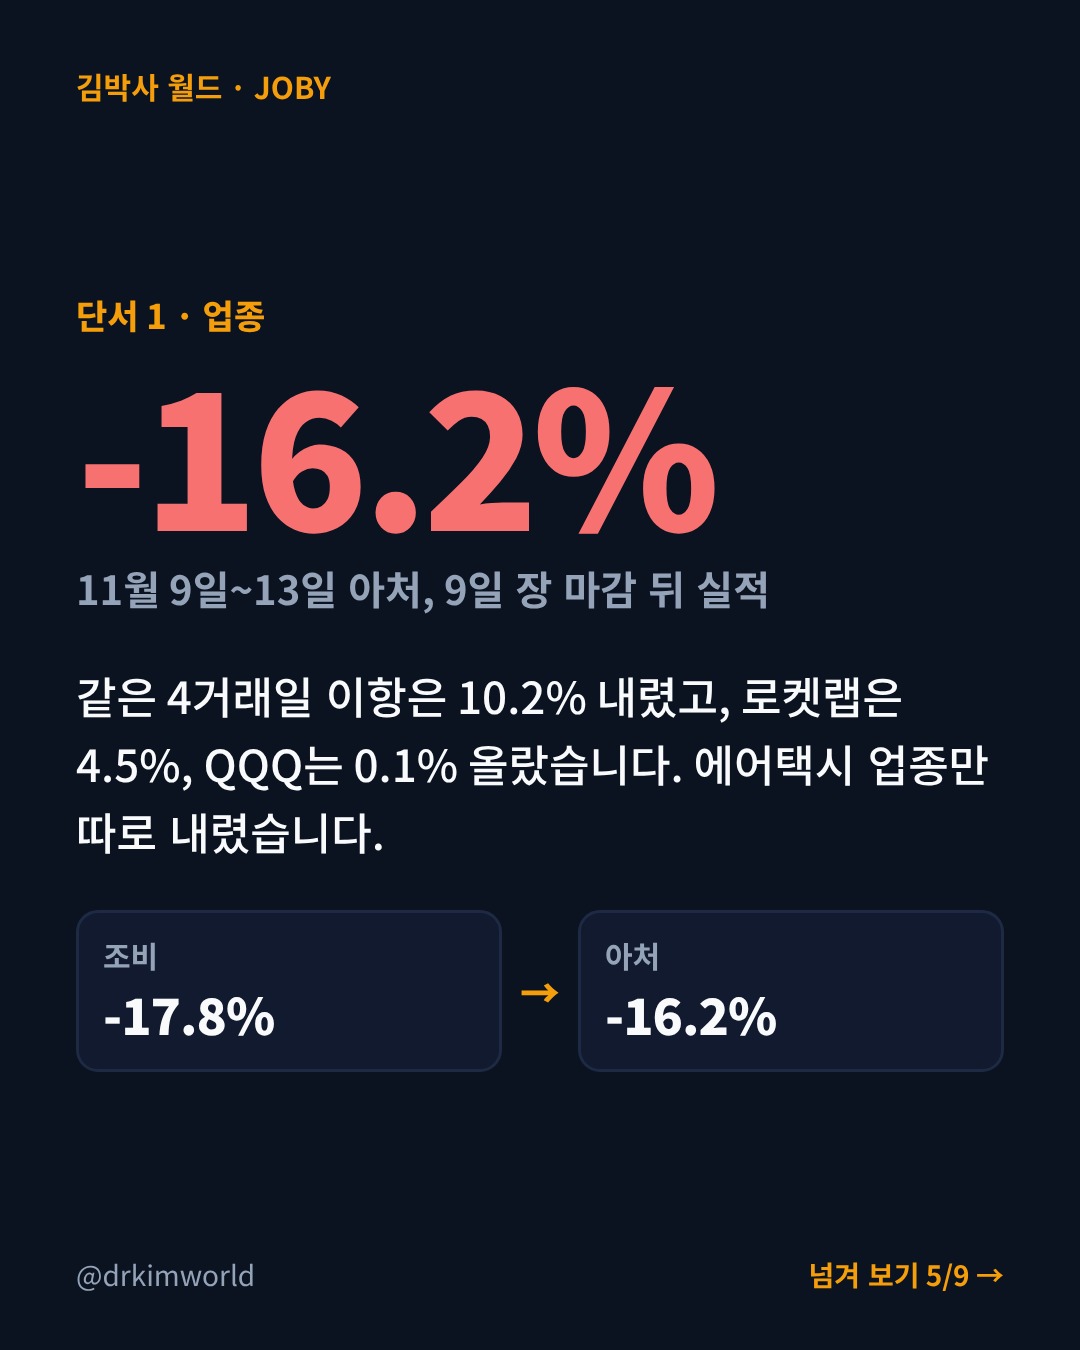 김박사 월드 · JOBY
단서 1 · 업종
-16.2%
11월 9일~13일 아처, 9일 장 마감 뒤 실적
같은 4거래일 이항은 10.2% 내렸고, 로켓랩은
4.5%, QQQ는 0.1% 올랐습니다. 에어택시 업종만
따로 내렸습니다.
조비
-17.8%
→
아처
-16.2%
@drkimworld
넘겨 보기 5/9 →